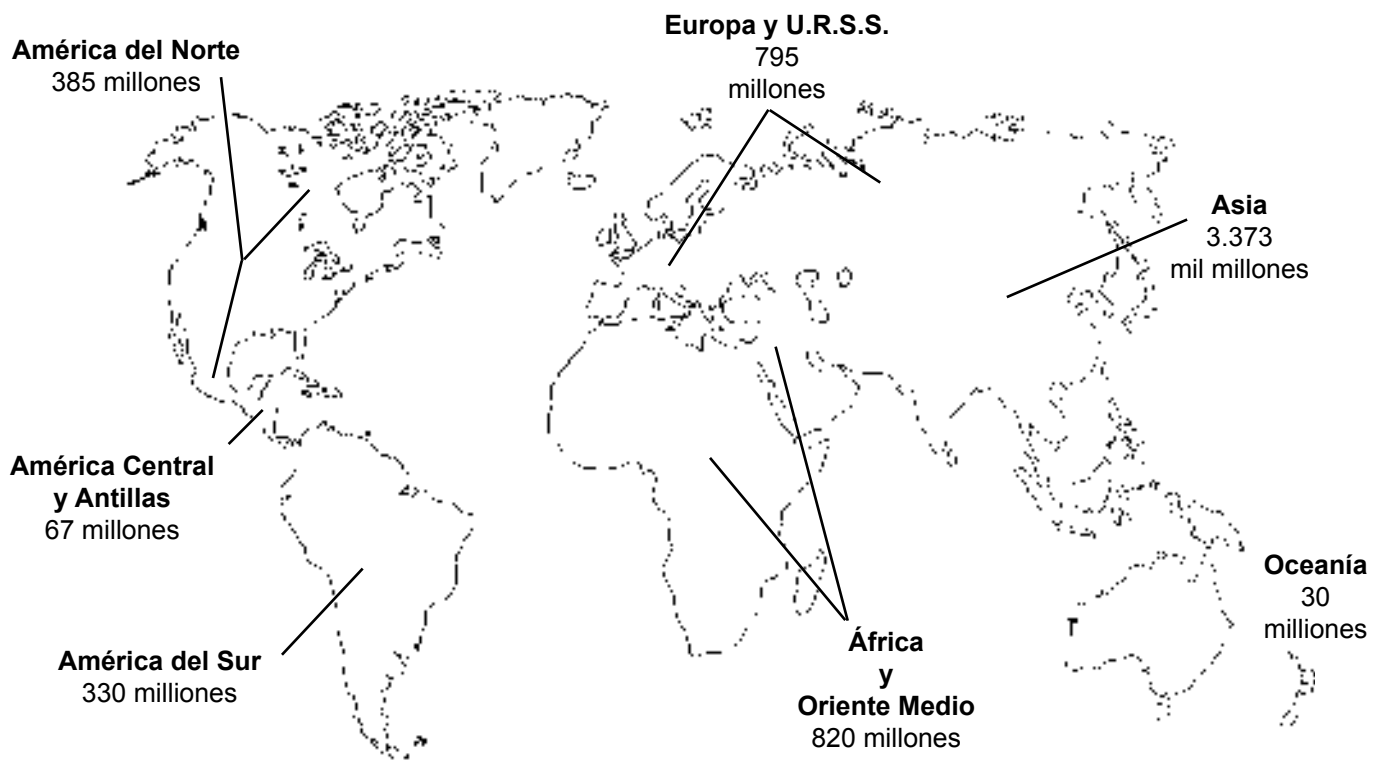 Europa y U.R.S.S.
795
millones
América del Norte
385 millones
Asia
3.373
mil millones
América Central
y Antillas
67 millones
Oceanía
30
milliones
América del Sur
330 milliones
África
y
Oriente Medio
820 millones